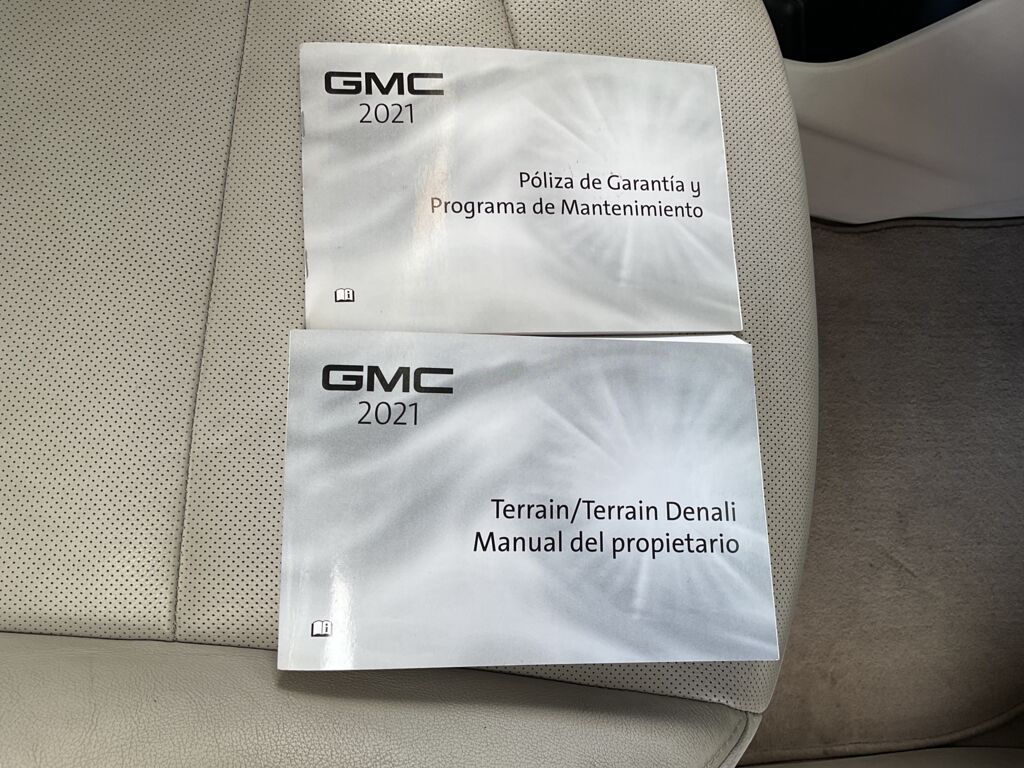 GMC
2021
Póliza de Garantía y
Programa de Mantenimiento
GMC
2021
Terrain/Terrain Denali
Manual del propietario